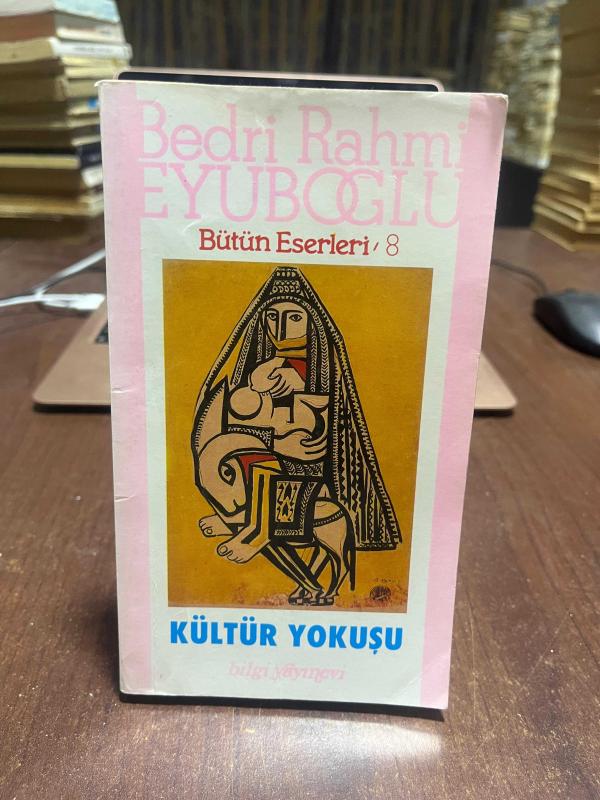 Bedri Rahmi
EYUBOĞLU
Bütün Eserleri / 8
KÜLTÜR YOKUŞU
bilgi yayınevi